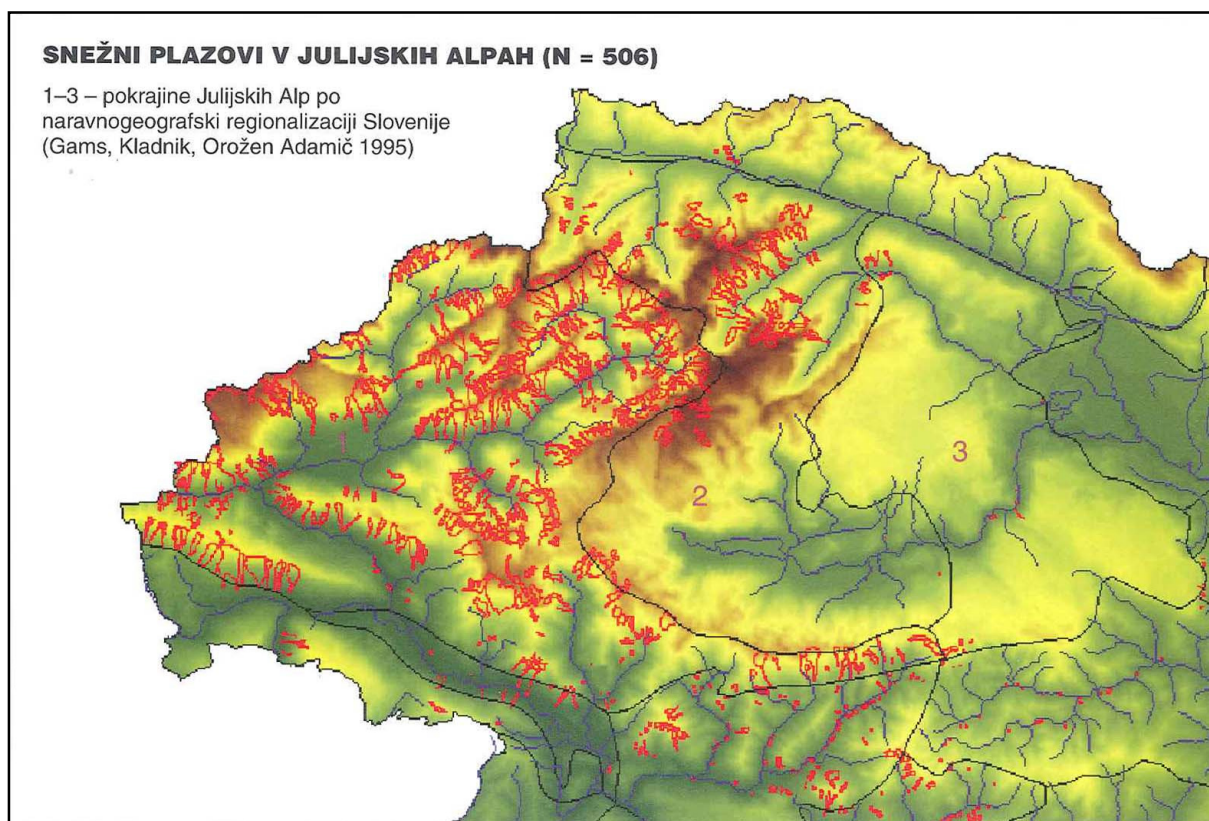 SNEŽNI PLAZOVI V JULIJSKIH ALPAH (N = 506)
1–3 – pokrajine Julijskih Alp po
naravnogeografski regionalizaciji Slovenije
(Gams, Kladnik, Orožen Adamič 1995)
1
3
2